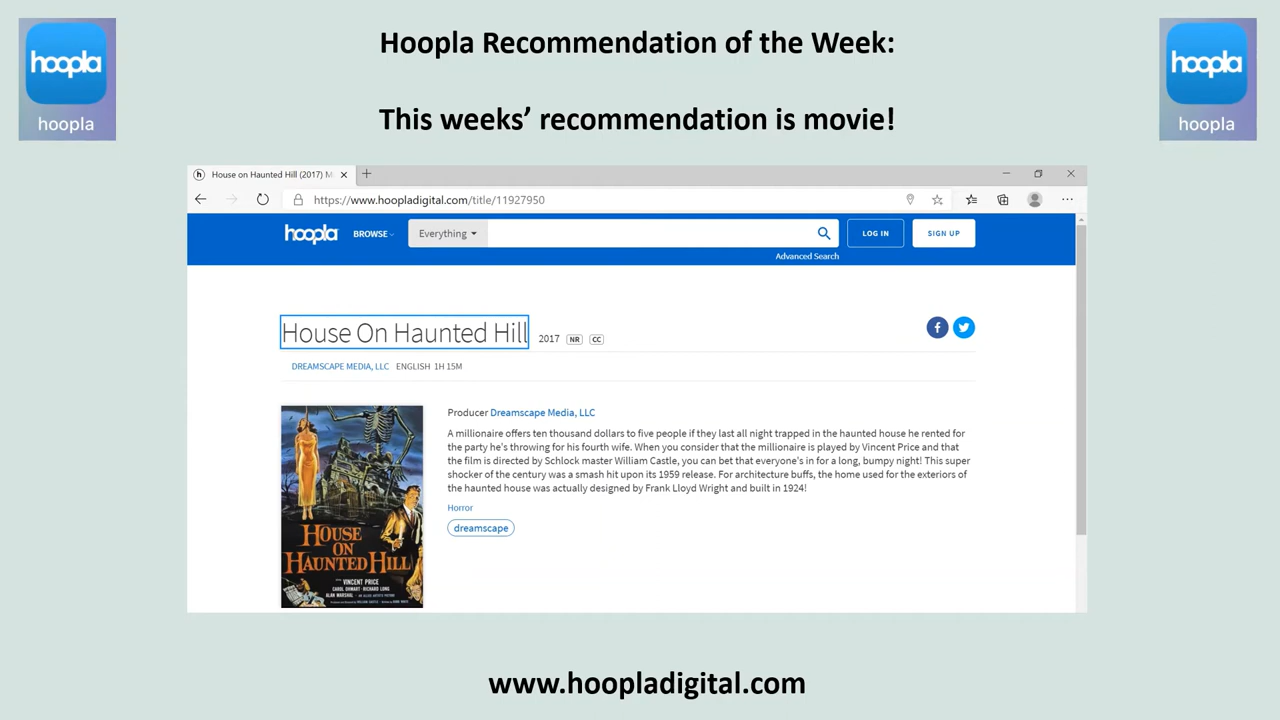 Hoopla Recommendation of the Week:
hoopla
hoopla
hoopla
hoopla
This weeks’ recommendation is movie!
h House on Haunted Hill (2017) M
https://www.hoopladigital.com/title/11927950
hoopla BROWSE Everything LOG IN SIGN UP
Advanced Search
House On Haunted Hill 2017 NR CC
f
DREAMSCAPE MEDIA, LLC ENGLISH 1H 15M
Producer Dreamscape Media, LLC
A millionaire offers ten thousand dollars to five people if they last all night trapped in the haunted house he rented for
the party he's throwing for his fourth wife. When you consider that the millionaire is played by Vincent Price and that
the film is directed by Schlock master William Castle, you can bet that everyone's in for a long, bumpy night! This super
shocker of the century was a smash hit upon its 1959 release. For architecture buffs, the home used for the exteriors of
the haunted house was actually designed by Frank Lloyd Wright and built in 1924!
Horror
dreamscape
HOUSE
ON
HAUNTED HILL
VINCENT PRICE
CAROL OHMART · RICHARD LONG
ALAN MARSHAL
www.hoopladigital.com